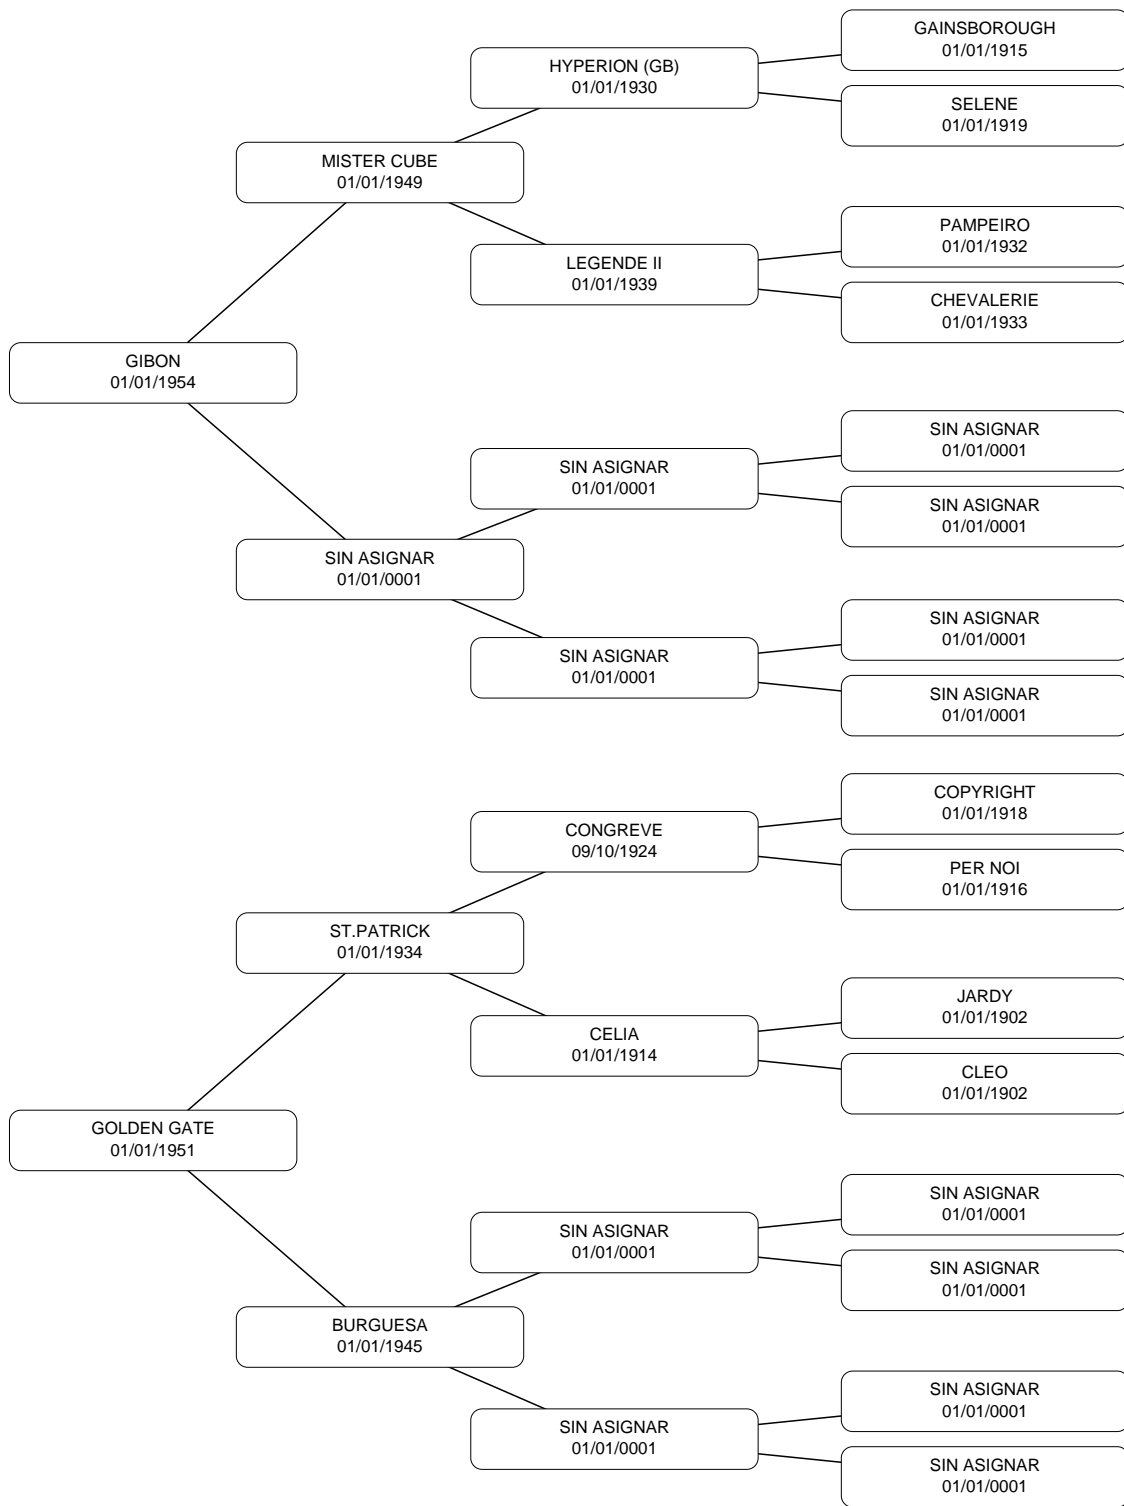 GAINSBOROUGH
01/01/1915
HYPERION (GB)
01/01/1930
SELENE
01/01/1919
MISTER CUBE
01/01/1949
PAMPEIRO
01/01/1932
LEGENDE II
01/01/1939
CHEVALERIE
01/01/1933
GIBON
01/01/1954
SIN ASIGNAR
01/01/0001
SIN ASIGNAR
01/01/0001
SIN ASIGNAR
01/01/0001
SIN ASIGNAR
01/01/0001
SIN ASIGNAR
01/01/0001
SIN ASIGNAR
01/01/0001
SIN ASIGNAR
01/01/0001
COPYRIGHT
01/01/1918
CONGREVE
09/10/1924
PER NOI
01/01/1916
ST.PATRICK
01/01/1934
JARDY
01/01/1902
CELIA
01/01/1914
CLEO
01/01/1902
GOLDEN GATE
01/01/1951
SIN ASIGNAR
01/01/0001
SIN ASIGNAR
01/01/0001
SIN ASIGNAR
01/01/0001
BURGUESA
01/01/1945
SIN ASIGNAR
01/01/0001
SIN ASIGNAR
01/01/0001
SIN ASIGNAR
01/01/0001